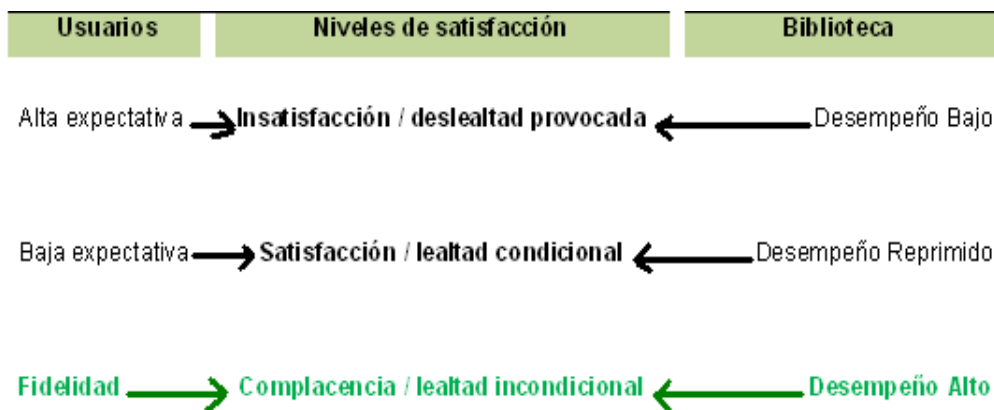 Usuarios Niveles de satisfacción Biblioteca
Alta expectativa Insatisfacción / deslealtad provocada Desempeño Bajo
Baja expectativa Satisfacción / lealtad condicional Desempeño Reprimido
Fidelidad Complacencia / lealtad incondicional Desempeño Alto